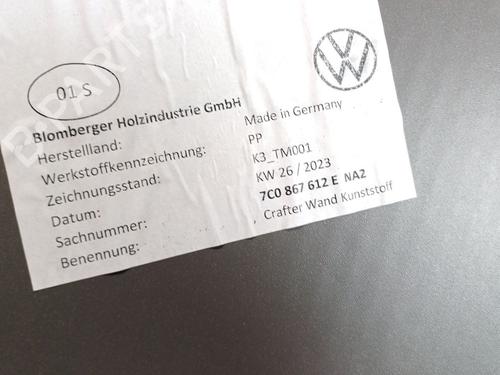 01 S
Blomberger Holzindustrie GmbH
Herstellland: Made in Germany
Werkstoffkennzeichnung: PP
Zeichnungsstand: K3_TM001
Datum: KW 26 / 2023
Sachnummer: 7C0 867 612 E NA2
Benennung: Crafter Wand Kunststoff